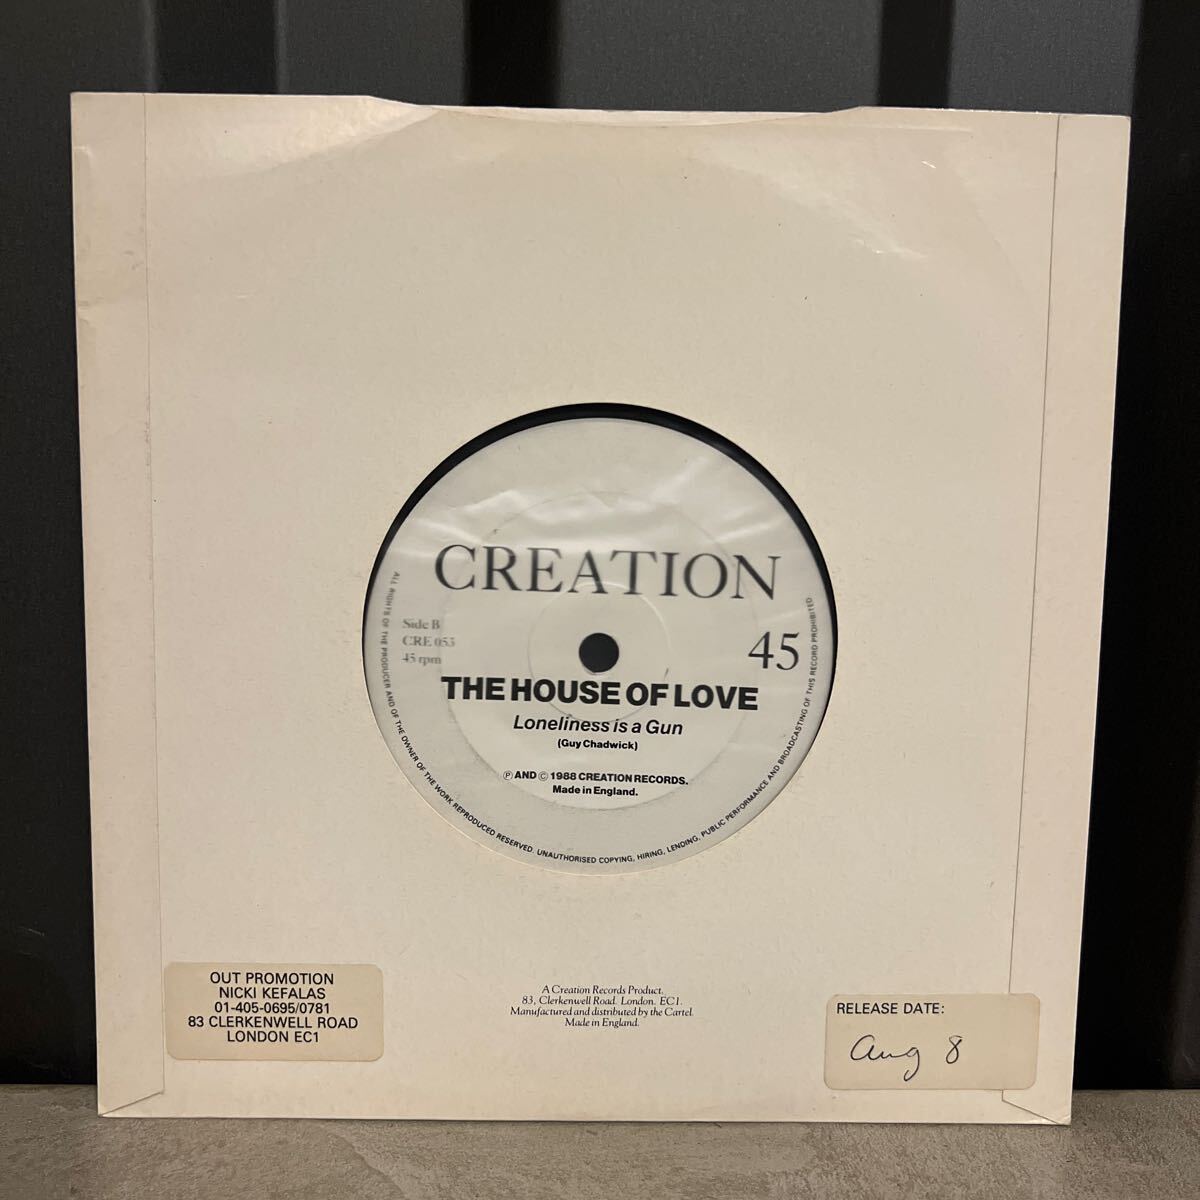 CREATION
Side B
CRE 053
45 rpm
45
THE HOUSE OF LOVE
Loneliness is a Gun
(Guy Chadwick)
Ⓟ AND © 1988 CREATION RECORDS.
Made in England.
ALL RIGHTS OF THE PRODUCER AND OF THE OWNER OF THE WORK REPRODUCED RESERVED. UNAUTHORISED COPYING, HIRING, LENDING, PUBLIC PERFORMANCE AND BROADCASTING OF THIS RECORD PROHIBITED
OUT PROMOTION
NICKI KEFALAS
01-405-0695/0781
83 CLERKENWELL ROAD
LONDON EC1
A Creation Records Product.
83, Clerkenwell Road. London. EC1.
Manufactured and distributed by the Cartel.
Made in England.
RELEASE DATE:
Aug 8